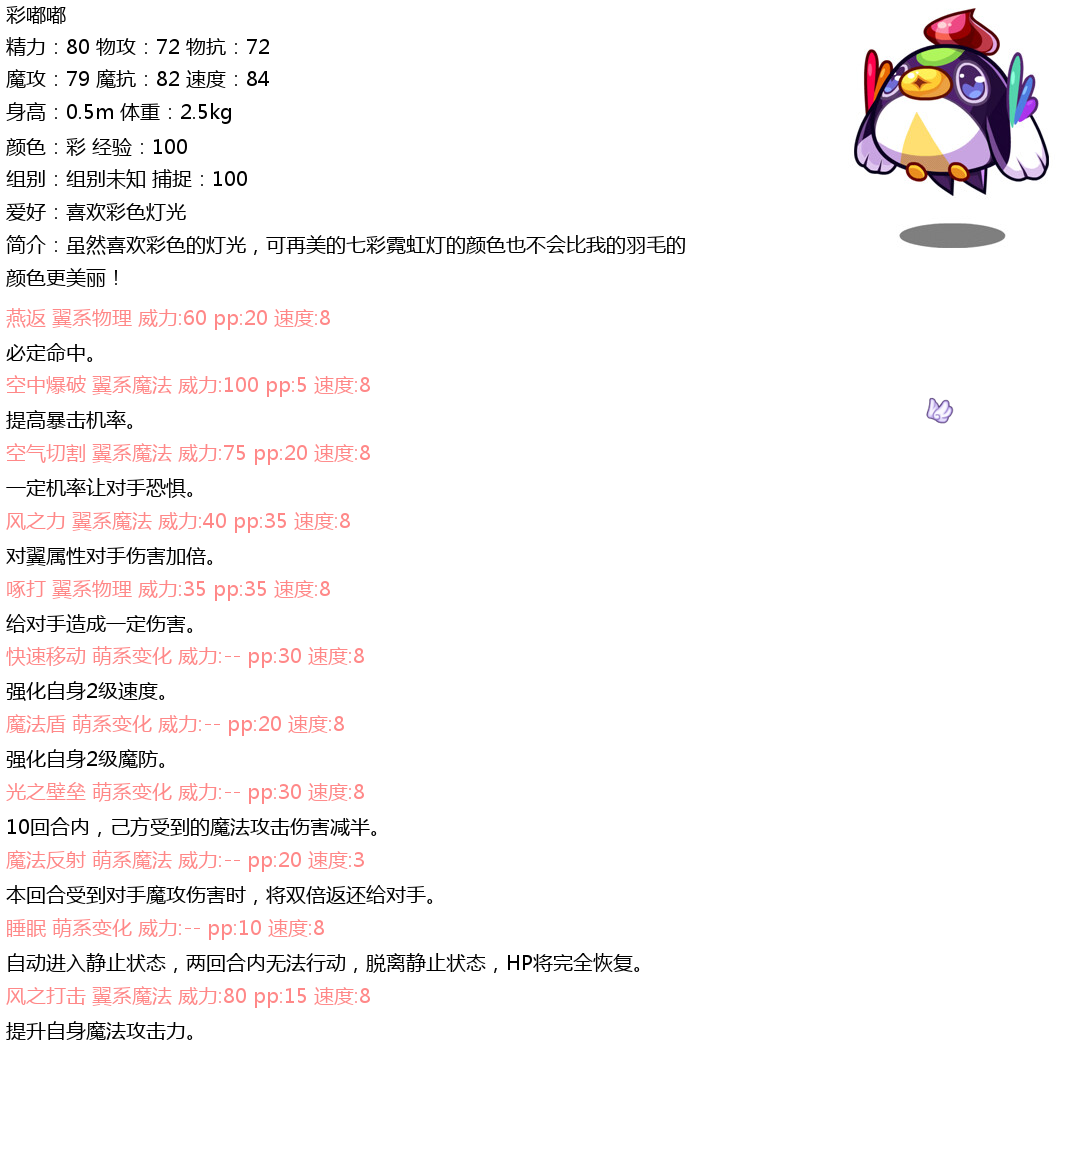 彩嘟嘟
精力：80 物攻：72 物抗：72
魔攻：79 魔抗：82 速度：84
身高：0.5m 体重：2.5kg
颜色：彩 经验：100
组别：组别未知 捕捉：100
爱好：喜欢彩色灯光
简介：虽然喜欢彩色的灯光，可再美的七彩霓虹灯的颜色也不会比我的羽毛的
颜色更美丽！
燕返 翼系物理 威力:60 pp:20 速度:8
必定命中。
空中爆破 翼系魔法 威力:100 pp:5 速度:8
提高暴击机率。
空气切割 翼系魔法 威力:75 pp:20 速度:8
一定机率让对手恐惧。
风之力 翼系魔法 威力:40 pp:35 速度:8
对翼属性对手伤害加倍。
啄打 翼系物理 威力:35 pp:35 速度:8
给对手造成一定伤害。
快速移动 萌系变化 威力:-- pp:30 速度:8
强化自身2级速度。
魔法盾 萌系变化 威力:-- pp:20 速度:8
强化自身2级魔防。
光之壁垒 萌系变化 威力:-- pp:30 速度:8
10回合内，己方受到的魔法攻击伤害减半。
魔法反射 萌系魔法 威力:-- pp:20 速度:3
本回合受到对手魔攻伤害时，将双倍返还给对手。
睡眠 萌系变化 威力:-- pp:10 速度:8
自动进入静止状态，两回合内无法行动，脱离静止状态，HP将完全恢复。
风之打击 翼系魔法 威力:80 pp:15 速度:8
提升自身魔法攻击力。